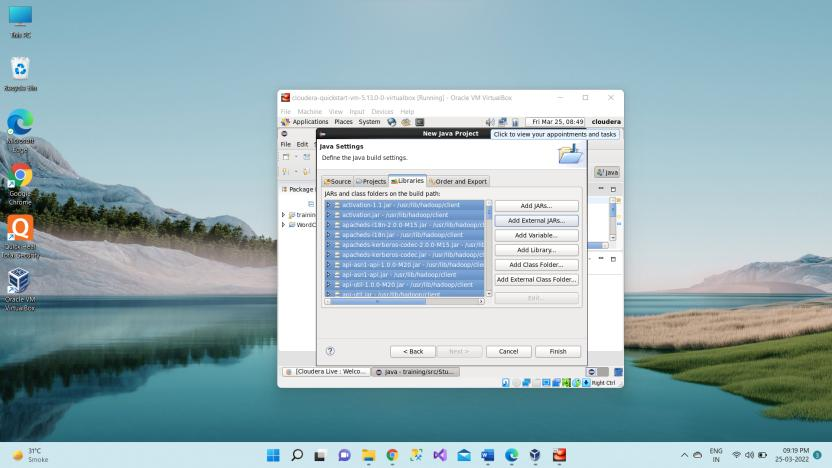 This PC
Recycle Bin
Microsoft
Edge
Google
Chrome
Quick Heal
Total Security
Oracle VM
VirtualBox
cloudera-quickstart-vm-5.13.0-0-virtualbox [Running] - Oracle VM VirtualBox
File Machine View Input Devices Help
Applications Places System
Fri Mar 25, 08:49 cloudera
New Java Project
Click to view your appointments and tasks
File Edit
Java Settings
Define the Java build settings.
Java
Package
training
WordC
Source Projects Libraries Order and Export
JARs and class folders on the build path:
activation-1.1.jar - /usr/lib/hadoop/client
activation.jar - /usr/lib/hadoop/client
apacheds-i18n-2.0.0-M15.jar - /usr/lib/hadoop/cl
apacheds-i18n.jar - /usr/lib/hadoop/client
apacheds-kerberos-codec-2.0.0-M15.jar - /usr/lib
apacheds-kerberos-codec.jar - /usr/lib/hadoop/cl
api-asn1-api-1.0.0-M20.jar - /usr/lib/hadoop/clie
api-asn1-api.jar - /usr/lib/hadoop/client
api-util-1.0.0-M20.jar - /usr/lib/hadoop/client
api-util.jar - /usr/lib/hadoop/client
Add JARs...
Add External JARs...
Add Variable...
Add Library...
Add Class Folder...
Add External Class Folder...
Edit...
< Back Next > Cancel Finish
[Cloudera Live : Welco...
Java - training/src/Stu...
Right Ctrl
31°C
Smoke
ENG
IN
09:19 PM
25-03-2022
3